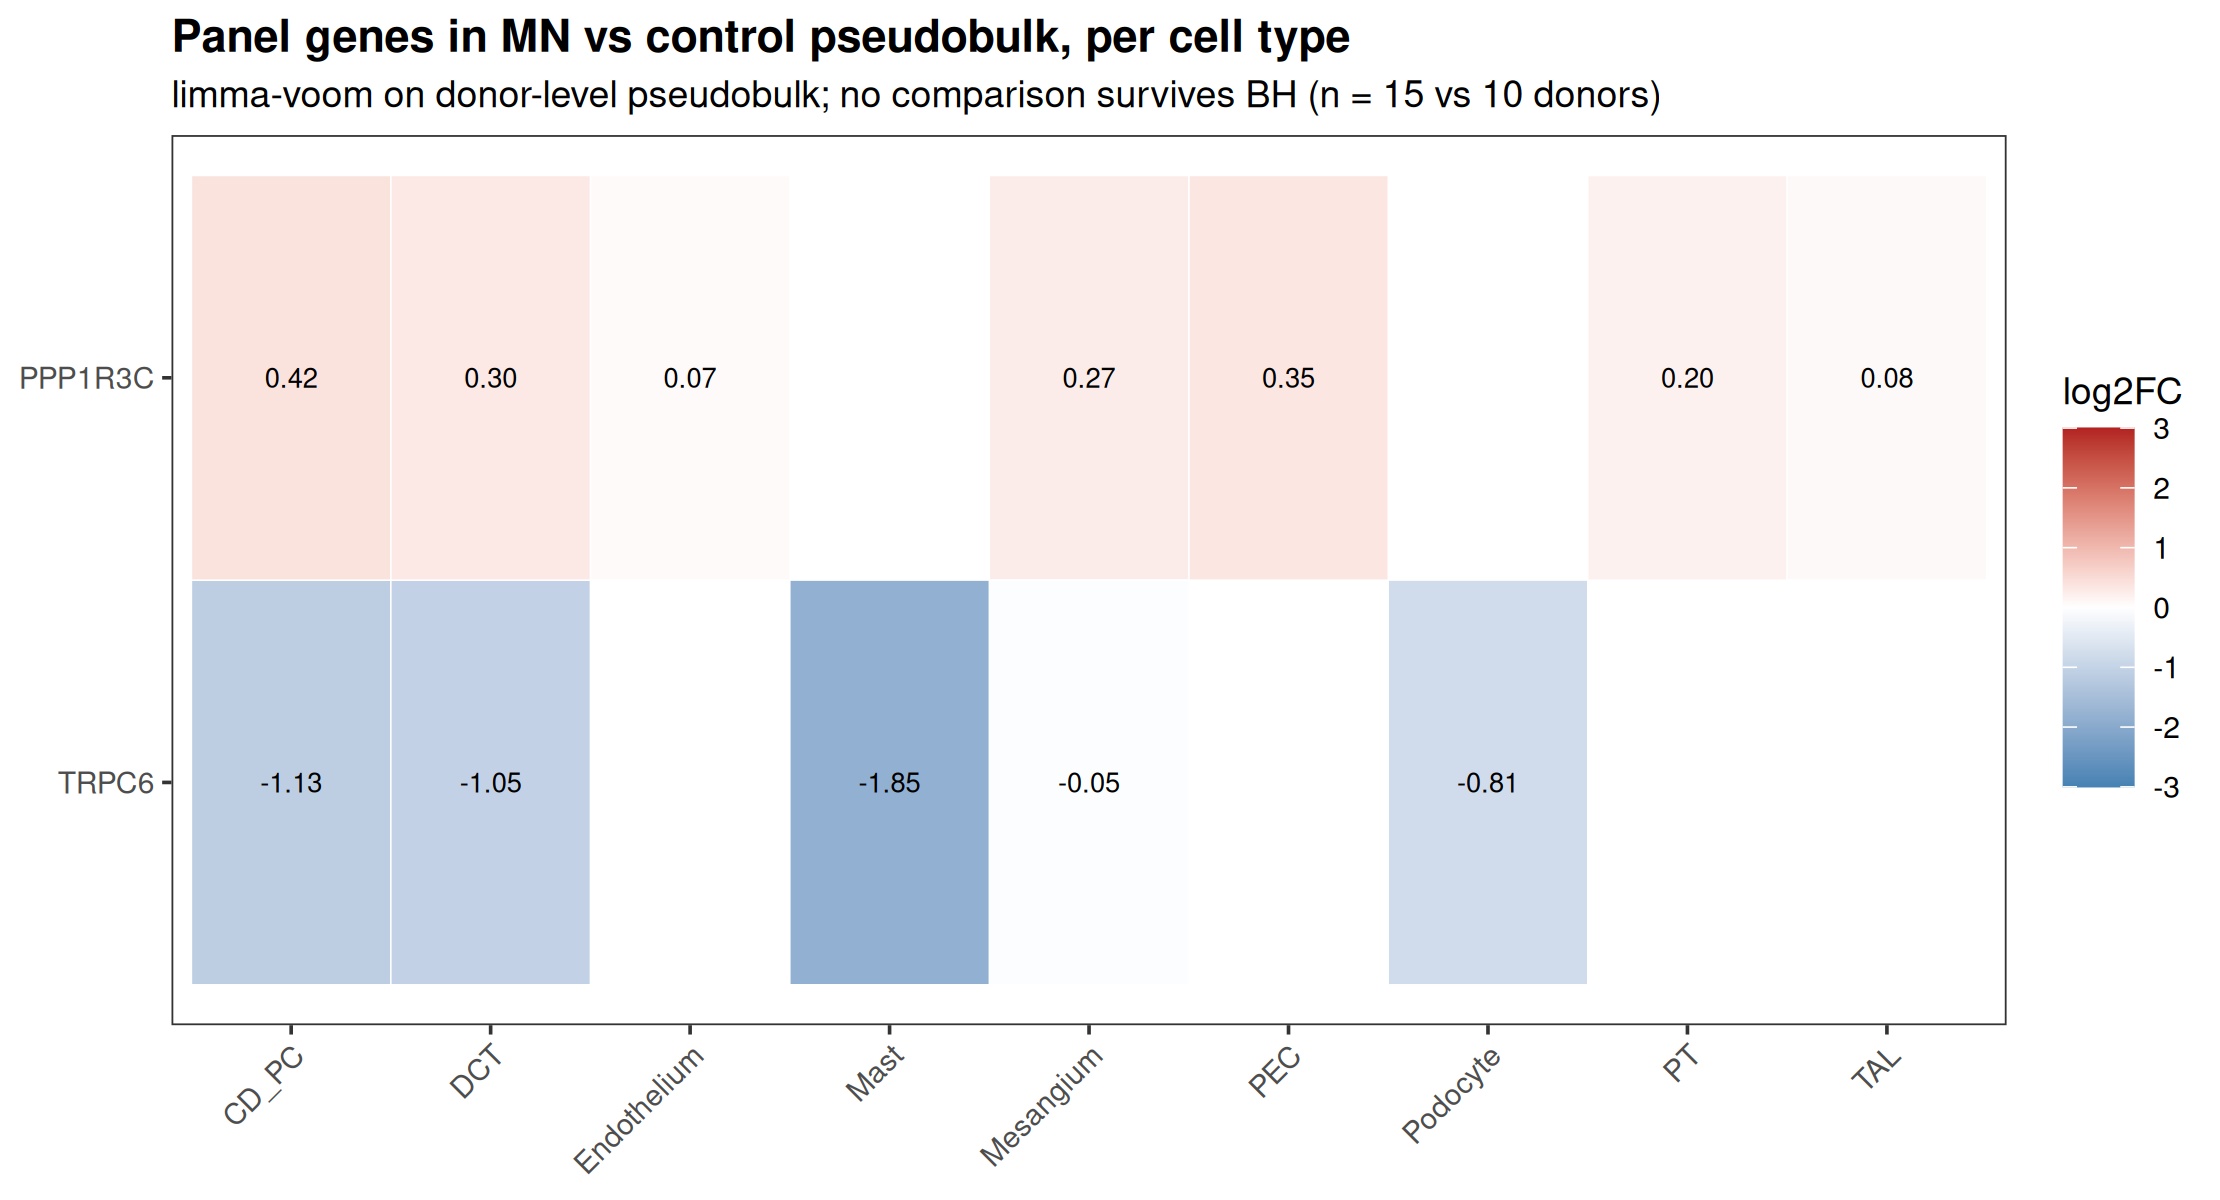 Panel genes in MN vs control pseudobulk, per cell type
limma-voom on donor-level pseudobulk; no comparison survives BH (n = 15 vs 10 donors)
PPP1R3C
0.42
0.30
0.07
0.27
0.35
0.20
0.08
TRPC6
-1.13
-1.05
-1.85
-0.05
-0.81
CD_PC
DCT
Endothelium
Mast
Mesangium
PEC
Podocyte
PT
TAL
log2FC
3
2
1
0
-1
-2
-3